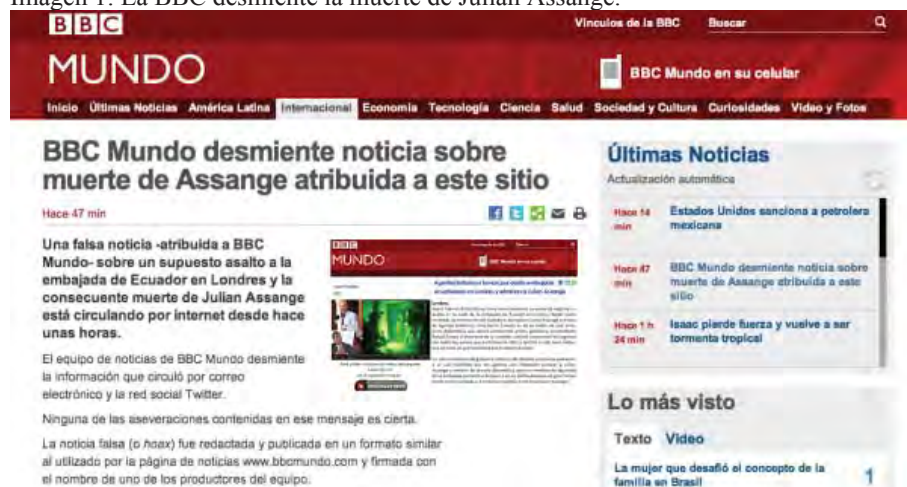 Imagen 1. La BBC desmiente la muerte de Julian Assange.
BBC
Vínculos de la BBC
Buscar
MUNDO
BBC Mundo en su celular
Inicio Últimas Noticias América Latina Internacional Economía Tecnología Ciencia Salud Sociedad y Cultura Curiosidades Video y Fotos
BBC Mundo desmiente noticia sobre
muerte de Assange atribuida a este sitio
Hace 47 min
Una falsa noticia -atribuida a BBC
Mundo- sobre un supuesto asalto a la
embajada de Ecuador en Londres y la
consecuente muerte de Julian Assange
está circulando por internet desde hace
unas horas.
BBC
MUNDO
El equipo de noticias de BBC Mundo desmiente
la información que circuló por correo
electrónico y la red social Twitter.
Ninguna de las aseveraciones contenidas en ese mensaje es cierta.
La noticia falsa (o hoax) fue redactada y publicada en un formato similar
al utilizado por la página de noticias www.bbcmundo.com y firmada con
el nombre de uno de los productores del equipo.
Últimas Noticias
Actualización automática
Hace 14 min
Estados Unidos sanciona a petrolera
mexicana
Hace 47 min
BBC Mundo desmiente noticia sobre
muerte de Assange atribuida a este
sitio
Hace 1 h 24 min
Isaac pierde fuerza y vuelve a ser
tormenta tropical
Lo más visto
Texto Video
La mujer que desafió el concepto de la
familia en Brasil
1